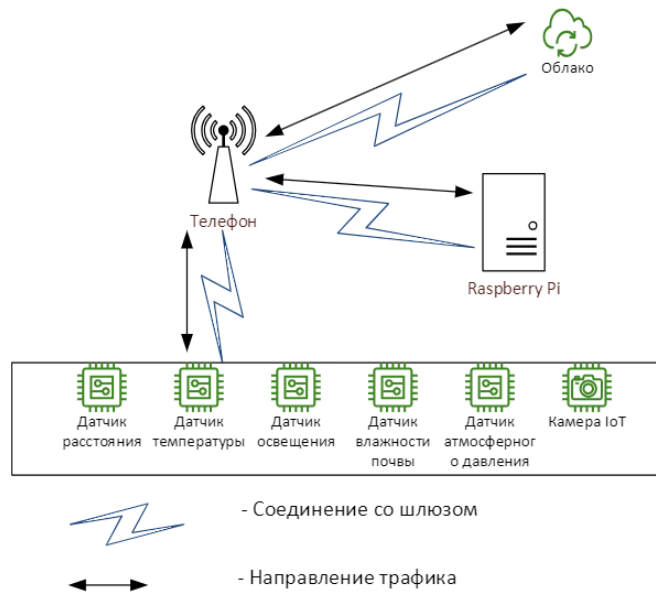 Облако
Телефон
Raspberry Pi
Датчик
расстояния
Датчик
температуры
Датчик
освещения
Датчик
влажности
почвы
Датчик
атмосферног
о давления
Камера IoT
- Соединение со шлюзом
- Направление трафика